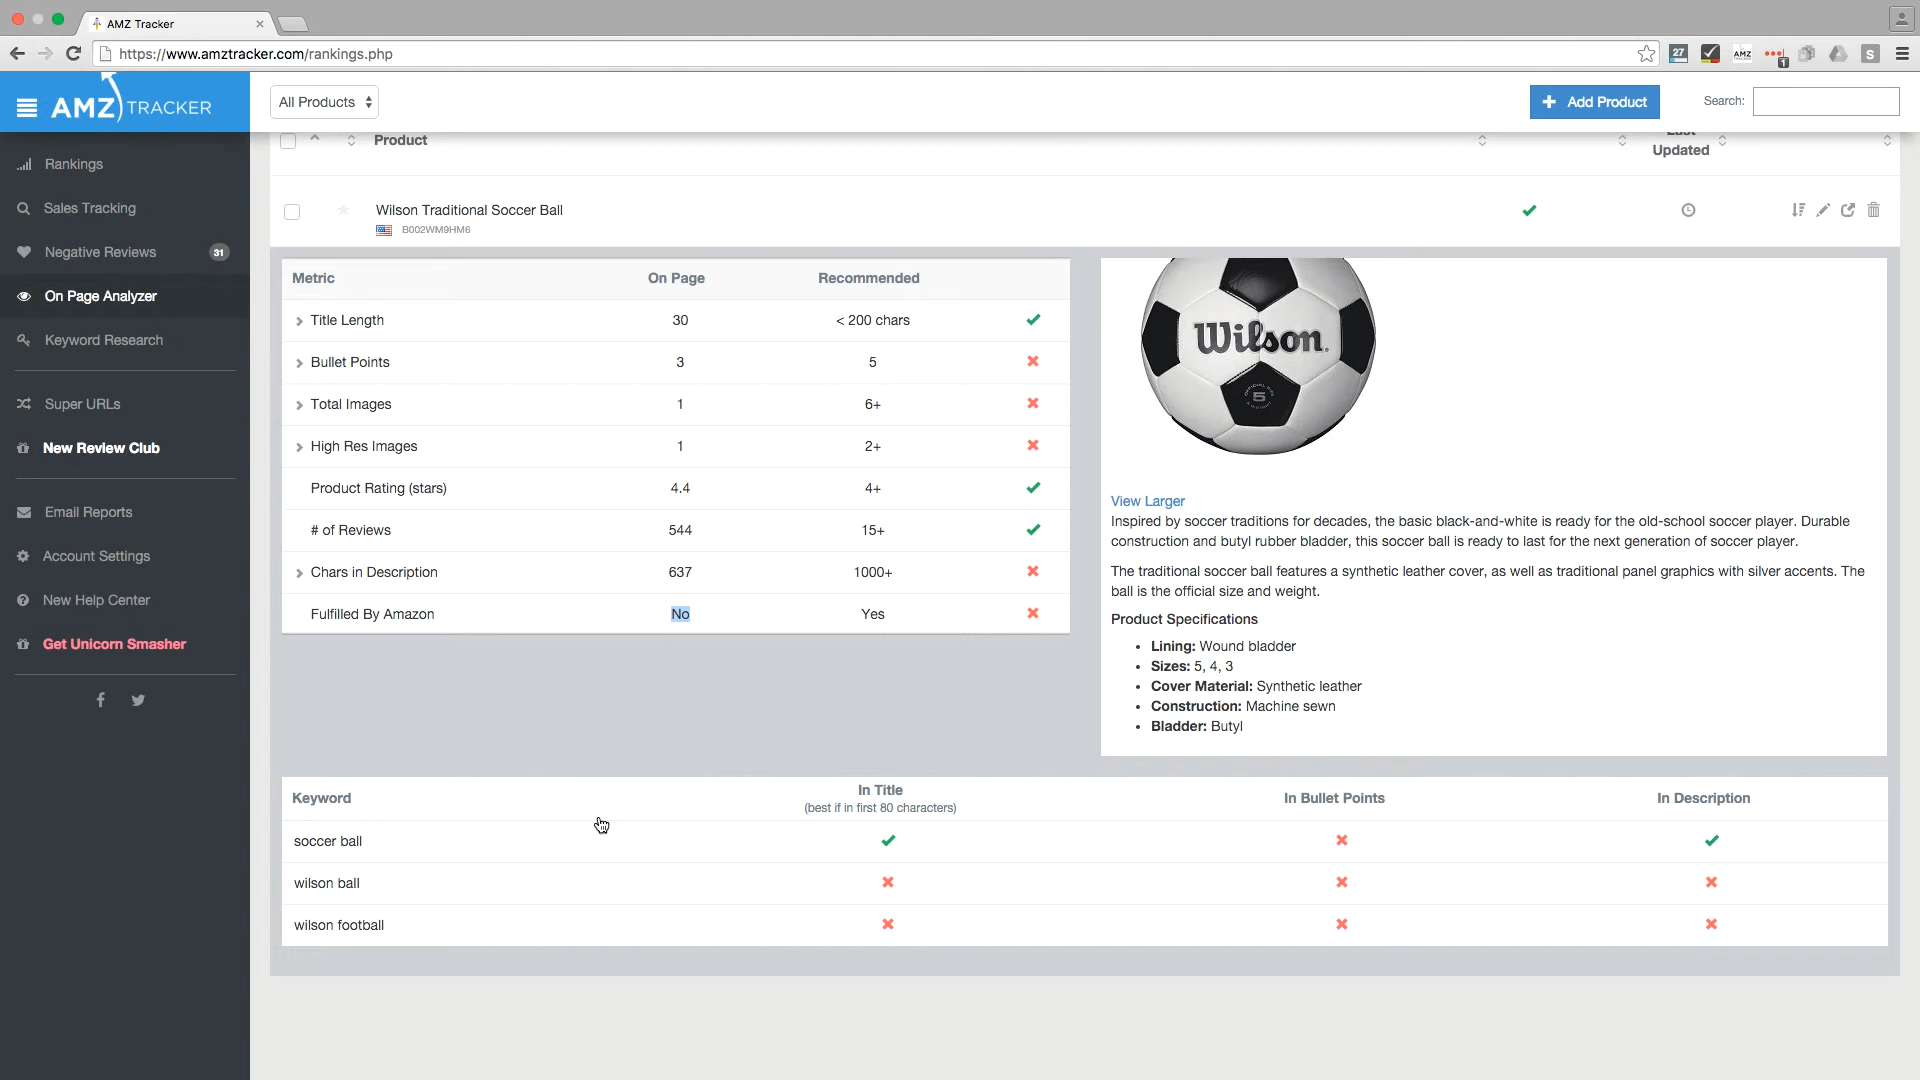 AMZ Tracker
https://www.amztracker.com/rankings.php
27
AMZ
1
S
AMZ TRACKER
All Products
Add Product
Search:
Rankings
Sales Tracking
Negative Reviews 31
On Page Analyzer
Keyword Research
Super URLs
New Review Club
Email Reports
Account Settings
New Help Center
Get Unicorn Smasher
Product
Last
Updated
Wilson Traditional Soccer Ball
B002WM9HM6
Metric On Page Recommended
Title Length 30 < 200 chars
Bullet Points 3 5
Total Images 1 6+
High Res Images 1 2+
Product Rating (stars) 4.4 4+
# of Reviews 544 15+
Chars in Description 637 1000+
Fulfilled By Amazon No Yes
Wilson.
5
View Larger
Inspired by soccer traditions for decades, the basic black-and-white is ready for the old-school soccer player. Durable
construction and butyl rubber bladder, this soccer ball is ready to last for the next generation of soccer player.
The traditional soccer ball features a synthetic leather cover, as well as traditional panel graphics with silver accents. The
ball is the official size and weight.
Product Specifications
• Lining: Wound bladder
• Sizes: 5, 4, 3
• Cover Material: Synthetic leather
• Construction: Machine sewn
• Bladder: Butyl
Keyword In Title In Bullet Points In Description
(best if in first 80 characters)
soccer ball
wilson ball
wilson football